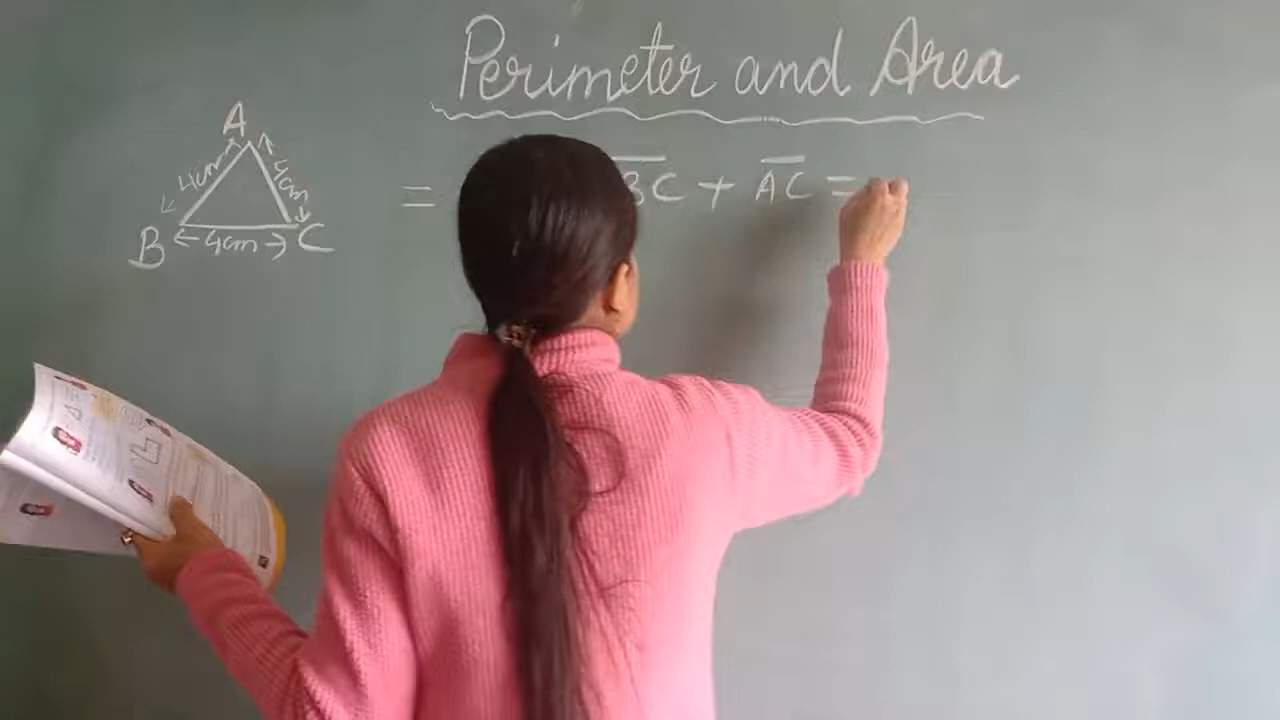 Perimeter and Area
A
4cm
4cm
= BC + AC =
B
4cm
C